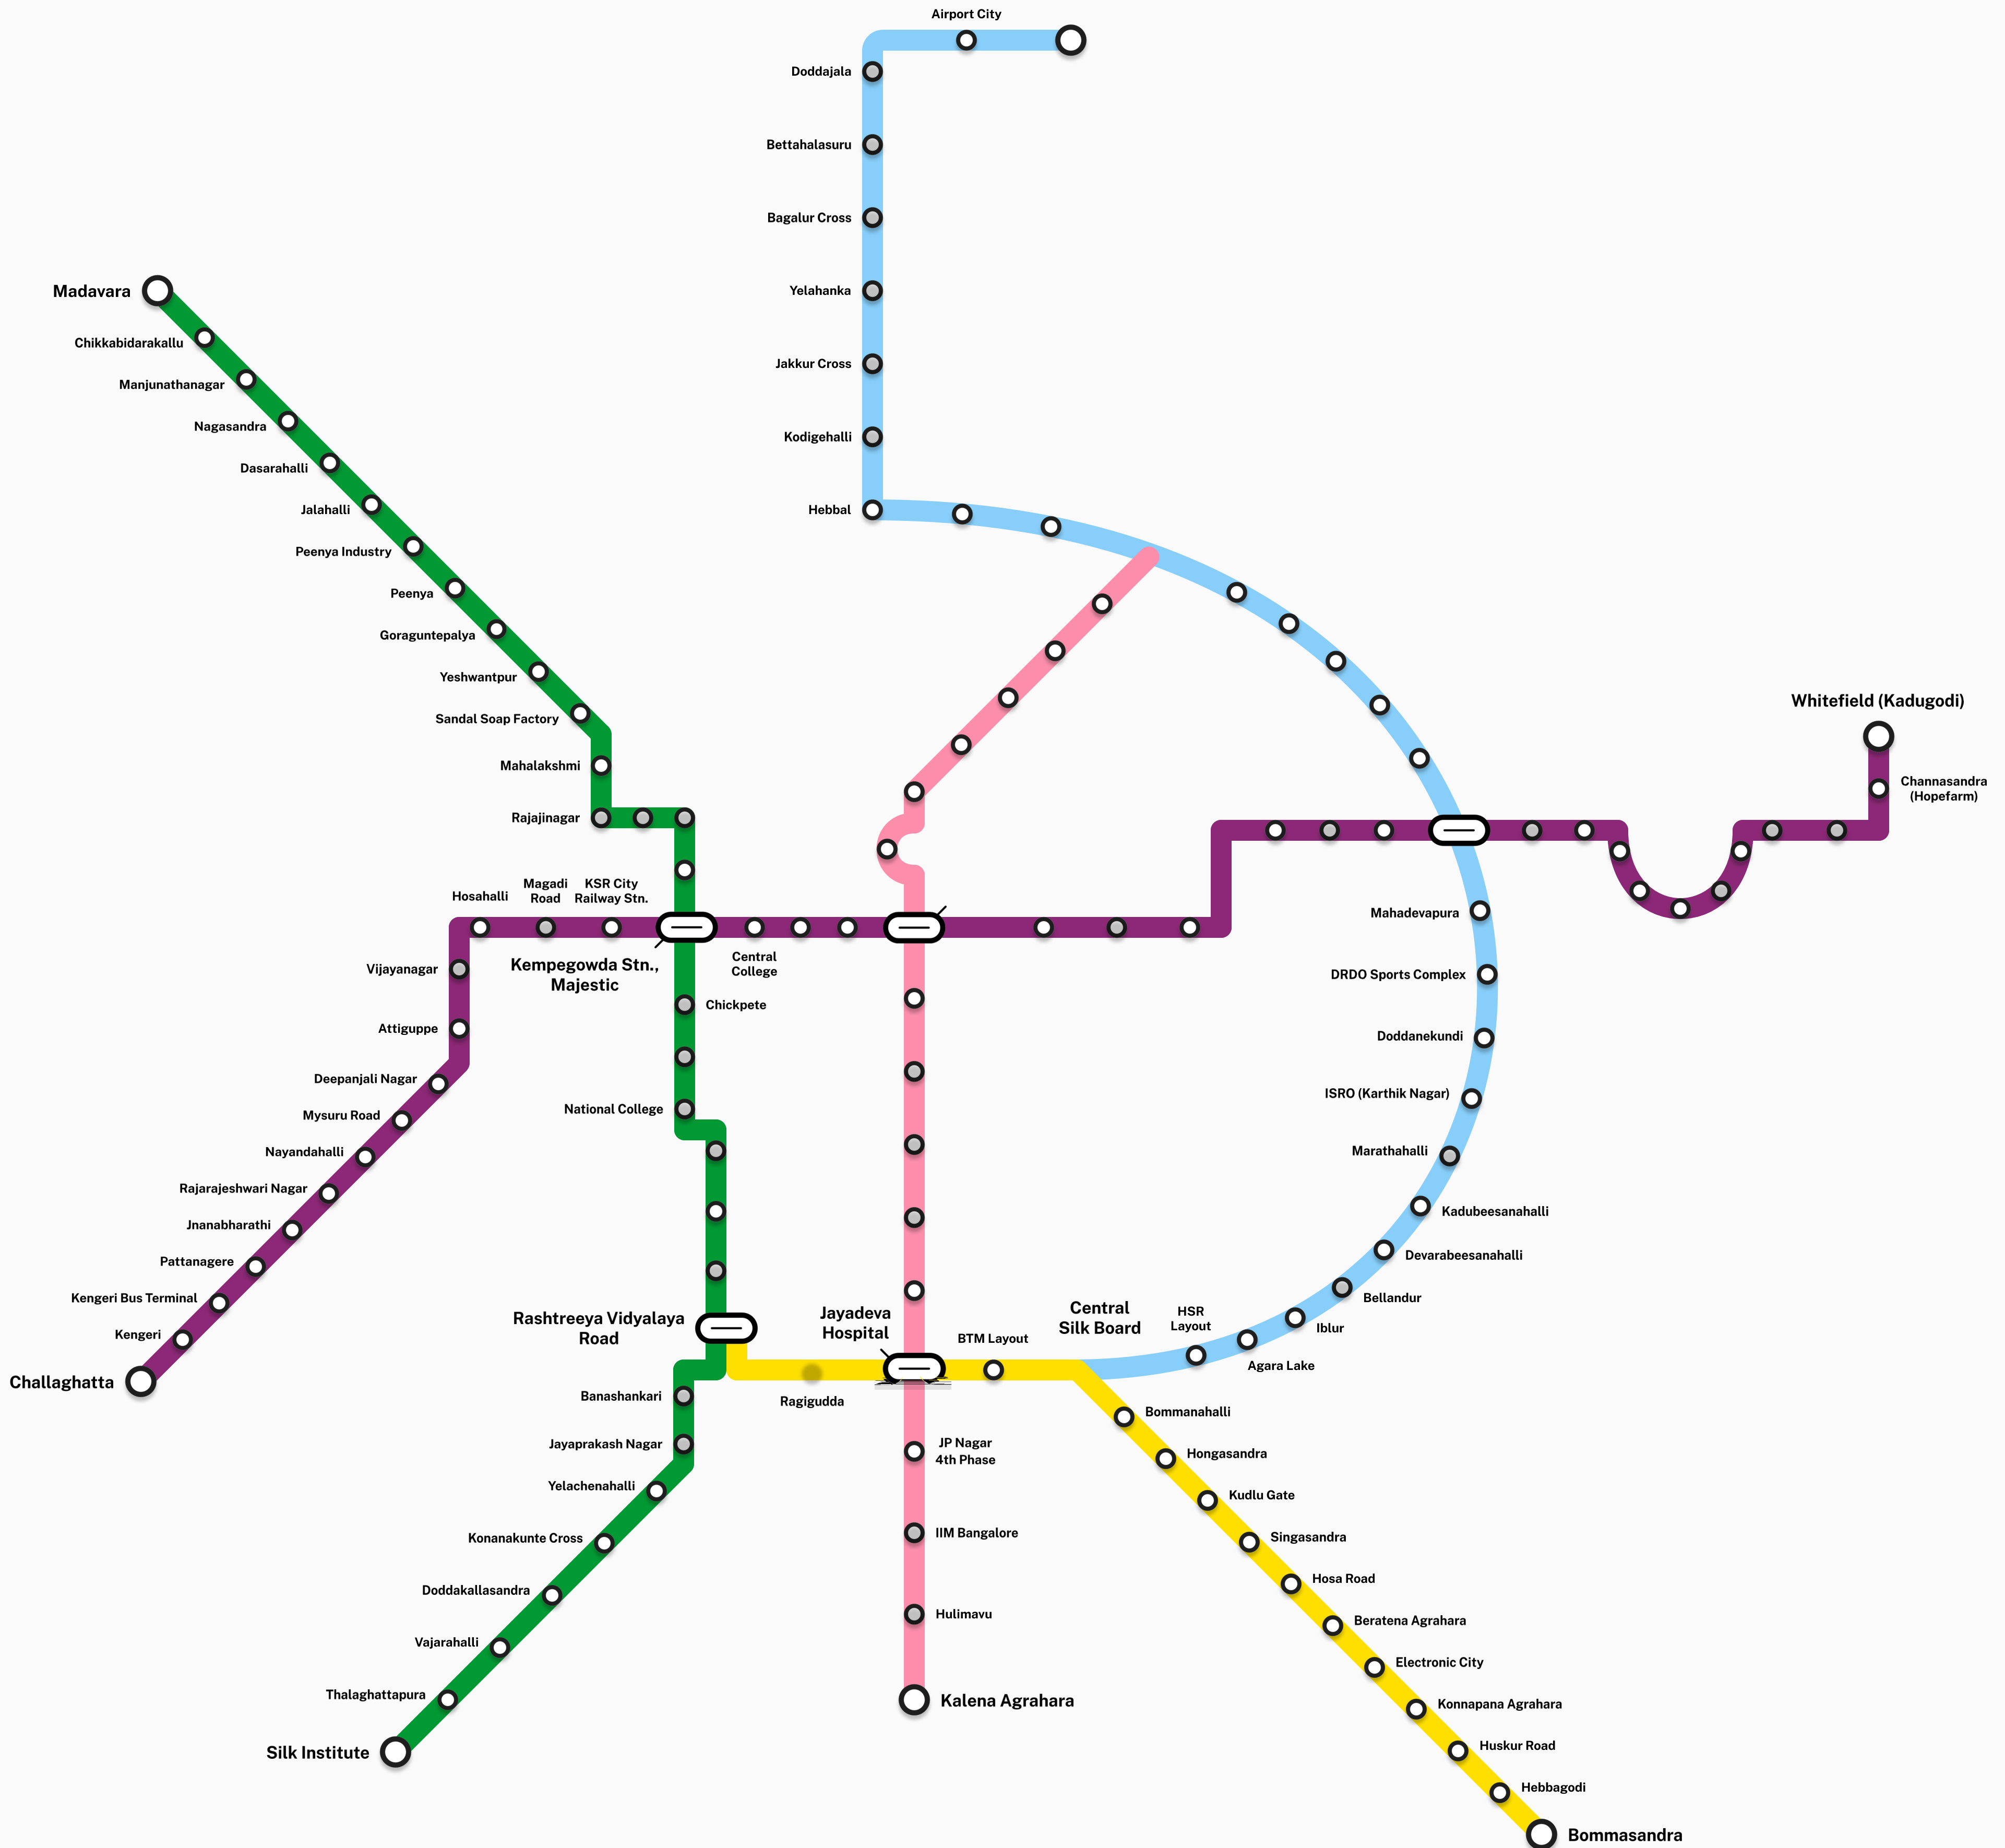 Airport City
Doddajala
Bettahalasuru
Bagalur Cross
Yelahanka
Jakkur Cross
Kodigehalli
Hebbal
Madavara
Chikkabidarakallu
Manjunathanagar
Nagasandra
Dasarahalli
Jalahalli
Peenya Industry
Peenya
Goraguntepalya
Yeshwantpur
Sandal Soap Factory
Mahalakshmi
Rajajinagar
Whitefield (Kadugodi)
Channasandra
(Hopefarm)
Hosahalli
Magadi
Road
KSR City
Railway Stn.
Kempegowda Stn.,
Majestic
Central
College
Vijayanagar
Attiguppe
Deepanjali Nagar
Mysuru Road
Nayandahalli
Rajarajeshwari Nagar
Jnanabharathi
Pattanagere
Kengeri Bus Terminal
Kengeri
Challaghatta
Chickpete
National College
Mahadevapura
DRDO Sports Complex
Doddanekundi
ISRO (Karthik Nagar)
Marathahalli
Kadubeesanahalli
Devarabeesanahalli
Bellandur
Iblur
Agara Lake
HSR
Layout
Central
Silk Board
BTM Layout
Jayadeva
Hospital
Rashtreeya Vidyalaya
Road
Ragigudda
Banashankari
Jayaprakash Nagar
Yelachenahalli
Konanakunte Cross
Doddakallasandra
Vajarahalli
Thalaghattapura
Silk Institute
JP Nagar
4th Phase
IIM Bangalore
Hulimavu
Kalena Agrahara
Bommanahalli
Hongasandra
Kudlu Gate
Singasandra
Hosa Road
Beratena Agrahara
Electronic City
Konnapana Agrahara
Huskur Road
Hebbagodi
Bommasandra